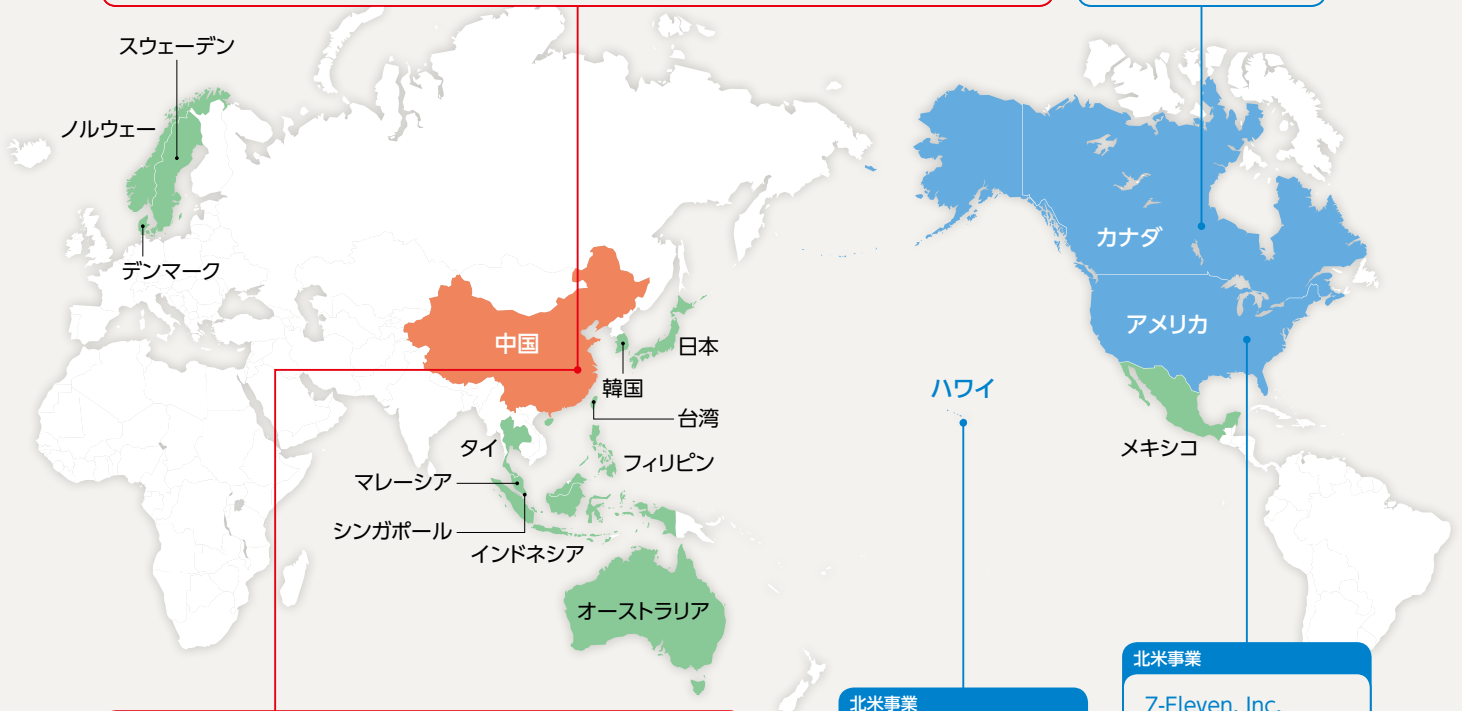 スウェーデン
ノルウェー
デンマーク
中国
日本
韓国
台湾
タイ
フィリピン
マレーシア
シンガポール
インドネシア
オーストラリア
カナダ
アメリカ
ハワイ
メキシコ
北米事業
7-Eleven, Inc.
北米事業